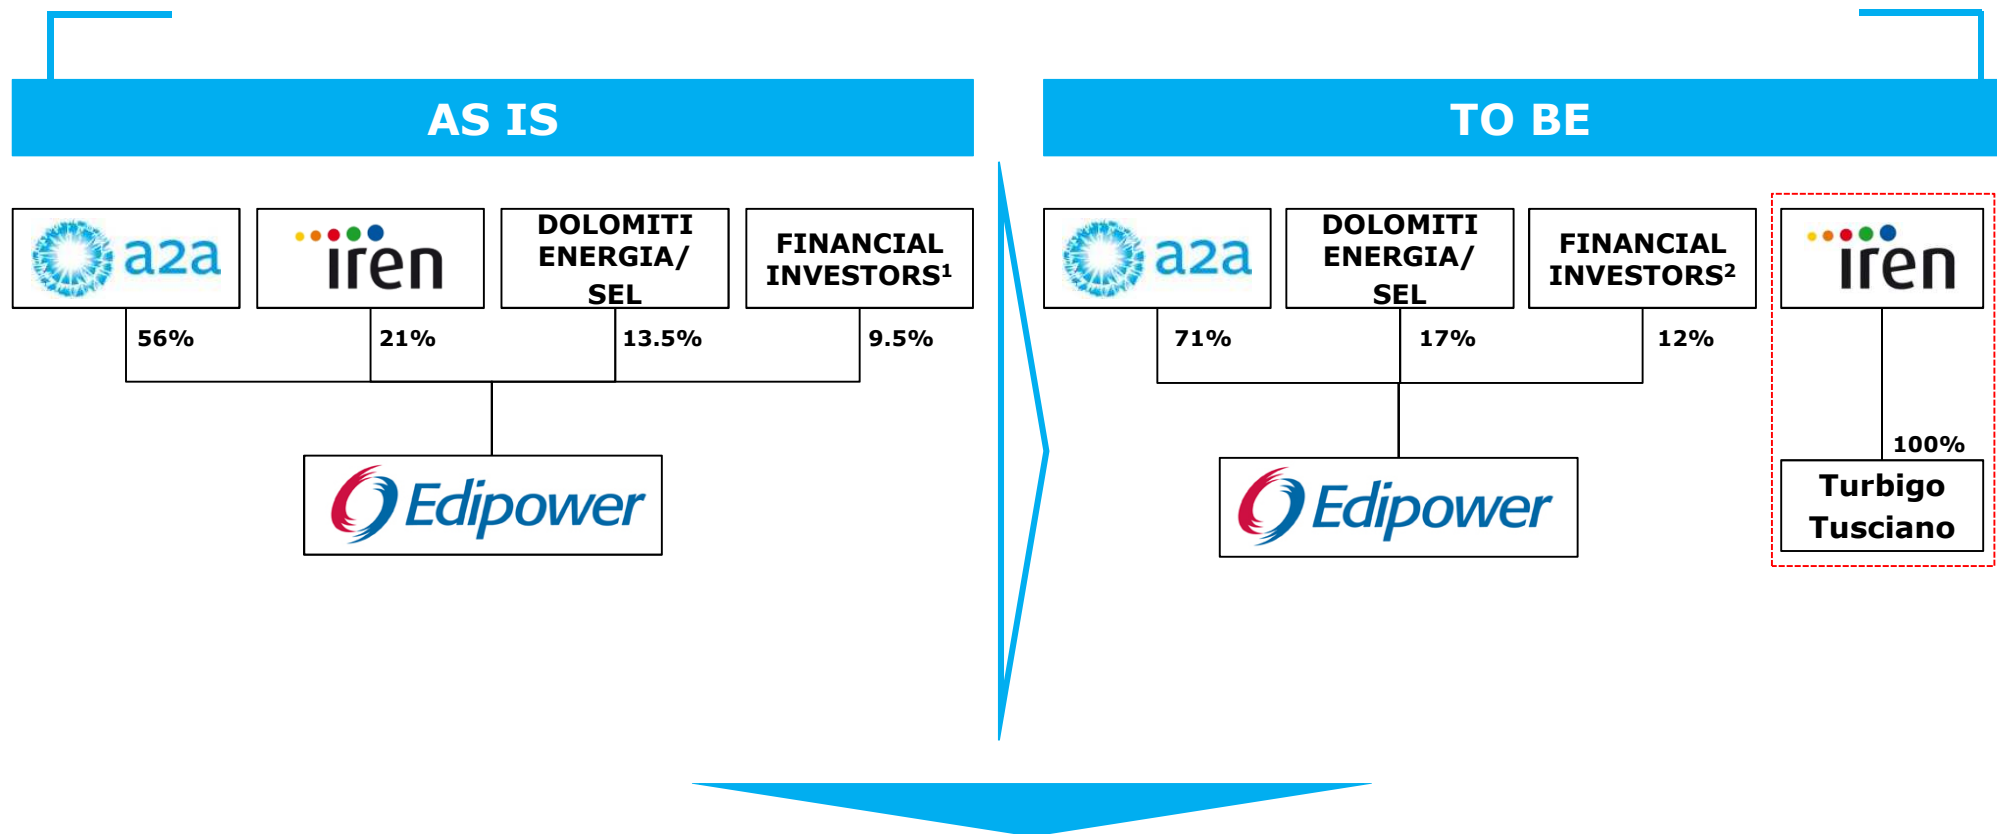 AS IS
TO BE
a2a
iren
DOLOMITI
ENERGIA/
SEL
FINANCIAL
INVESTORS¹
a2a
DOLOMITI
ENERGIA/
SEL
FINANCIAL
INVESTORS²
iren
56%
21%
13.5%
9.5%
71%
17%
12%
100%
Edipower
Edipower
Turbigo
Tusciano